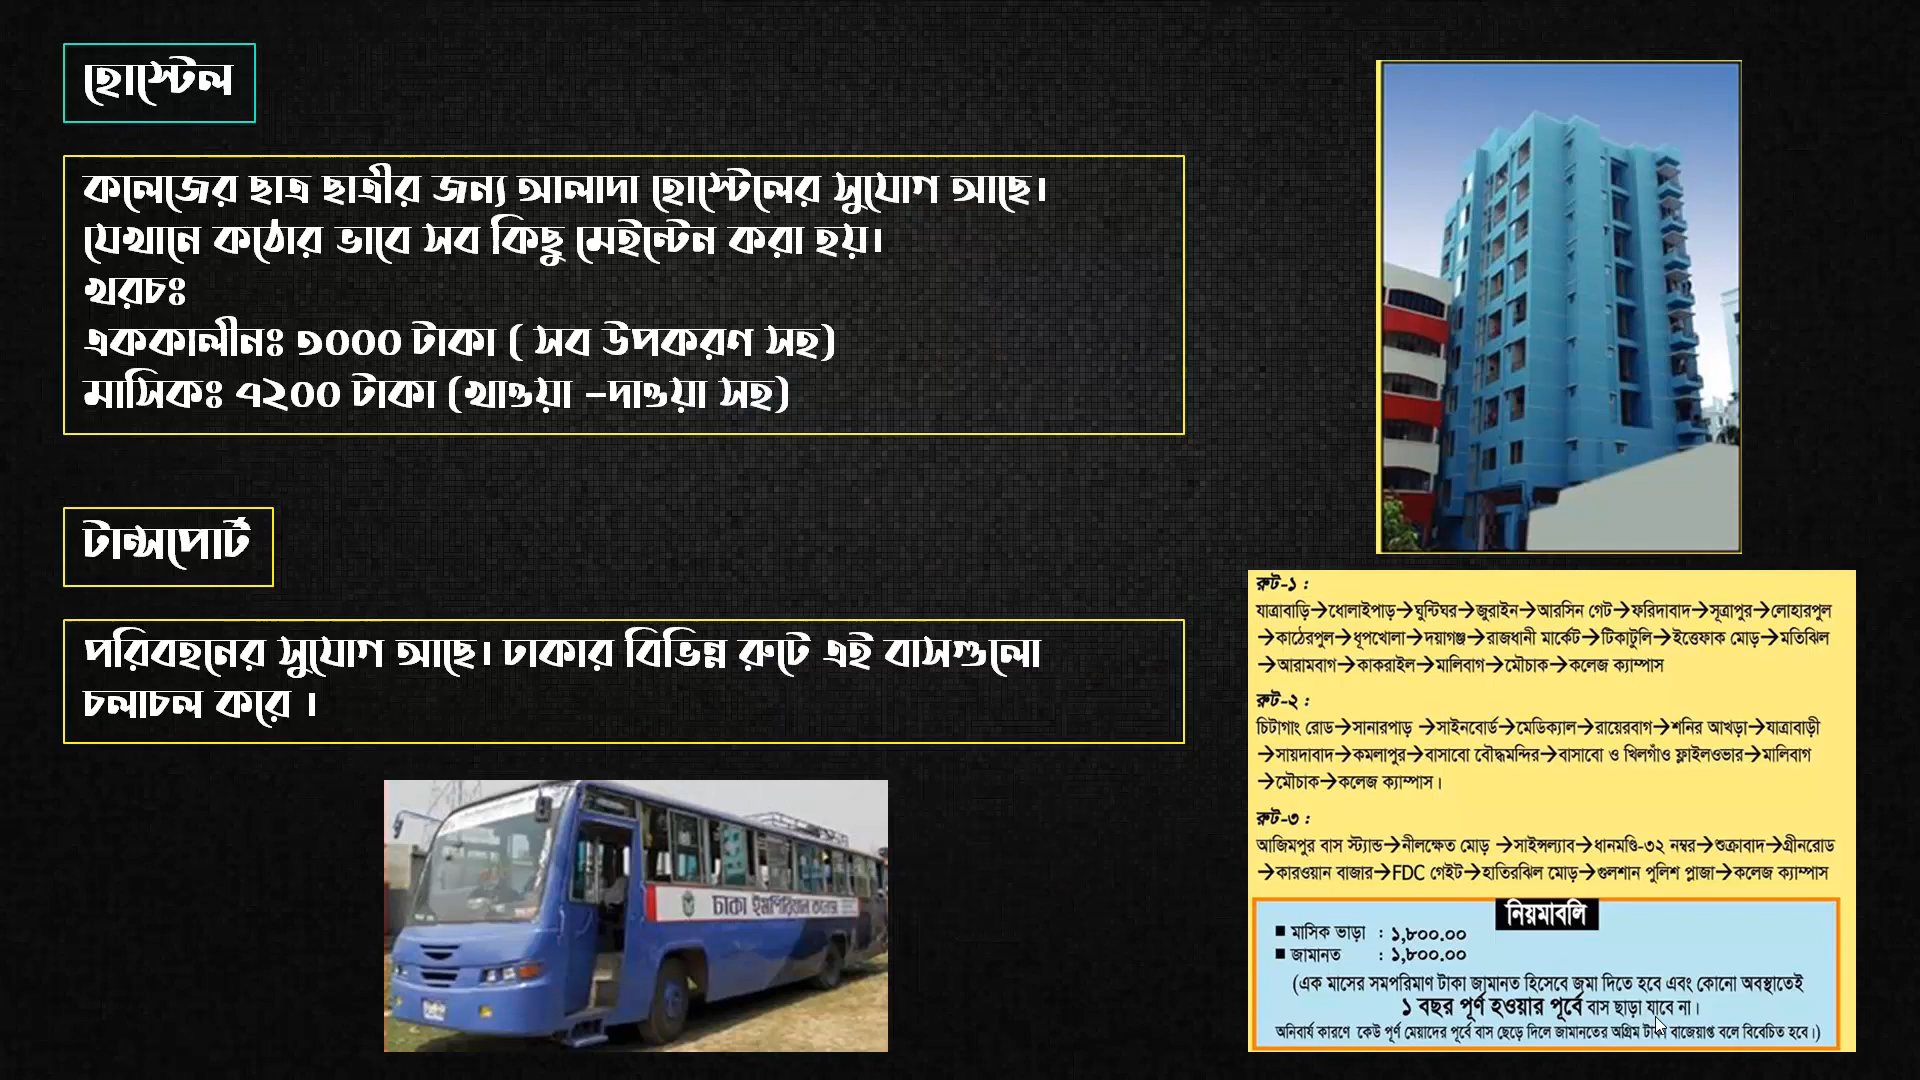 হোস্টেল
কলেজের ছাত্র ছাত্রীর জন্য আলাদা হোস্টেলের সুযোগ আছে।
যেখানে কঠোর ভাবে সব কিছু মেইন্টেন করা হয়।
খরচঃ
এককালীনঃ ৩০০০ টাকা ( সব উপকরণ সহ)
মাসিকঃ ৭২০০ টাকা (খাওয়া –দাওয়া সহ)
টান্সপোর্ট
পরিবহনের সুযোগ আছে। ঢাকার বিভিন্ন রুটে এই বাসগুলো
চলাচল করে ।
ঢাকা ইমপিরিয়াল কলেজ
রুট-১ :
যাত্রাবাড়ি→ধোলাইপাড়→ঘুন্টিঘর→জুরাইন→আরসিন গেট→ফরিদাবাদ→সূত্রাপুর→লোহারপুল
→কাঠেরপুল→ধূপখোলা→দয়াগঞ্জ→রাজধানী মার্কেট→টিকাটুলি→ইত্তেফাক মোড়→মতিঝিল
→আরামবাগ→কাকরাইল→মালিবাগ→মৌচাক→কলেজ ক্যাম্পাস
রুট-২ :
চিটাগাং রোড→সানারপাড় →সাইনবোর্ড→মেডিক্যাল→রায়েরবাগ→শনির আখড়া→যাত্রাবাড়ী
→সায়দাবাদ→কমলাপুর→বাসাবো বৌদ্ধমন্দির→বাসাবো ও খিলগাঁও ফ্লাইলওভার→মালিবাগ
→মৌচাক→কলেজ ক্যাম্পাস।
রুট-৩ :
আজিমপুর বাস স্ট্যান্ড→নীলক্ষেত মোড় →সাইন্সল্যাব→ধানমণ্ডি-৩২ নম্বর→শুক্রাবাদ→গ্রীনরোড
→কারওয়ান বাজার→FDC গেইট→হাতিরঝিল মোড়→গুলশান পুলিশ প্লাজা→কলেজ ক্যাম্পাস
নিয়মাবলি
■ মাসিক ভাড়া : ১,৮০০.০০
■ জামানত : ১,৮০০.০০
(এক মাসের সমপরিমাণ টাকা জামানত হিসেবে জমা দিতে হবে এবং কোনো অবস্থাতেই
১ বছর পূর্ণ হওয়ার পূর্বে বাস ছাড়া যাবে না।
অনিবার্য কারণে কেউ পূর্ণ মেয়াদের পূর্বে বাস ছেড়ে দিলে জামানতের অগ্রিম টাকা বাজেয়াপ্ত বলে বিবেচিত হবে।)